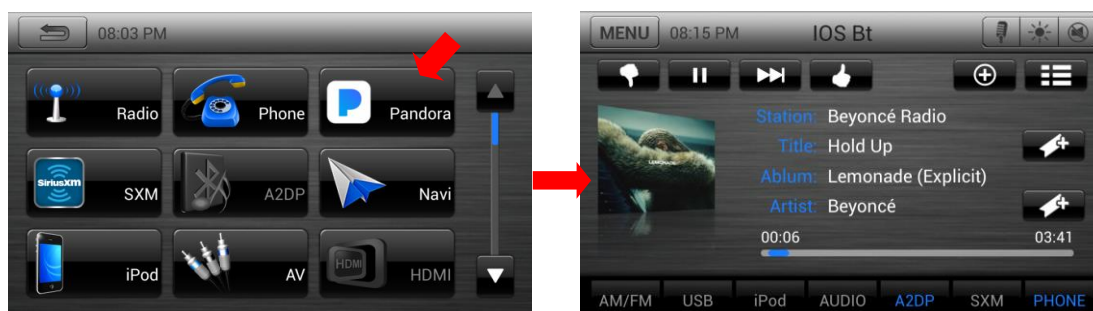 08:03 PM
Radio
Phone
P
Pandora
SiriusXM
SXM
A2DP
Navi
iPod
AV
HDMI
HDMI
MENU
08:15 PM
IOS Bt
Station: Beyoncé Radio
Title: Hold Up
Ablum: Lemonade (Explicit)
Artist: Beyoncé
LEMONADE
00:06
03:41
AM/FM
USB
iPod
AUDIO
A2DP
SXM
PHONE